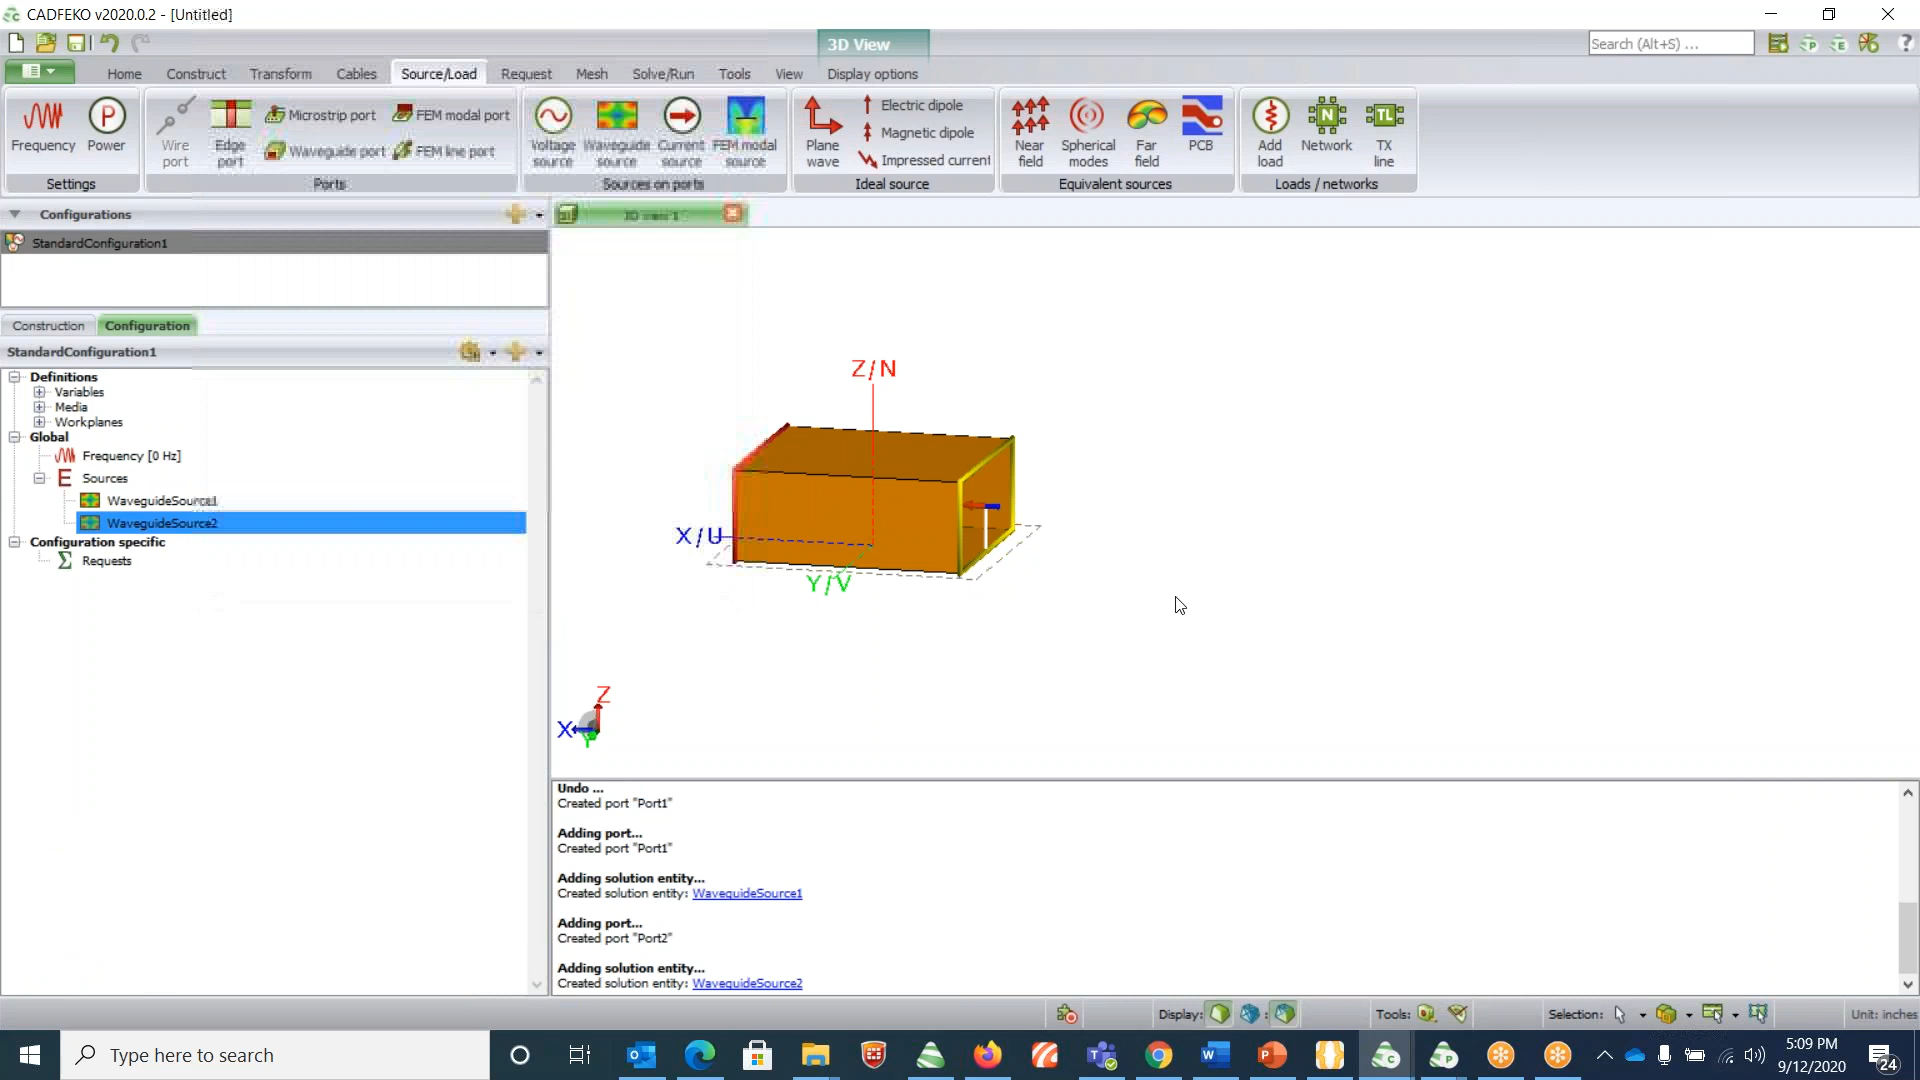 CADFEKO v2020.0.2 - [Untitled]
3D View
Search (Alt+S) ...
Home Construct Transform Cables Source/Load Request Mesh Solve/Run Tools View Display options
Frequency
Power
Settings
Wire port
Edge port
Microstrip port
FEM modal port
Waveguide port
FEM line port
Ports
Voltage source
Waveguide source
Current source
FEM modal source
Sources on ports
Plane wave
Electric dipole
Magnetic dipole
Impressed current
Ideal source
Near field
Spherical modes
Far field
PCB
Equivalent sources
Add load
Network
TX line
Loads / networks
Configurations
3D view 1
StandardConfiguration1
Construction Configuration
StandardConfiguration1
Definitions
Variables
Media
Workplanes
Global
Frequency [0 Hz]
Sources
WaveguideSource1
WaveguideSource2
Configuration specific
Requests
Z/N
X/U
Y/V
Z
X
Y
Undo ...
Created port "Port1"
Adding port...
Created port "Port1"
Adding solution entity...
Created solution entity: WaveguideSource1
Adding port...
Created port "Port2"
Adding solution entity...
Created solution entity: WaveguideSource2
Display: Tools: Selection: Unit: inches
Type here to search
5:09 PM
9/12/2020
24